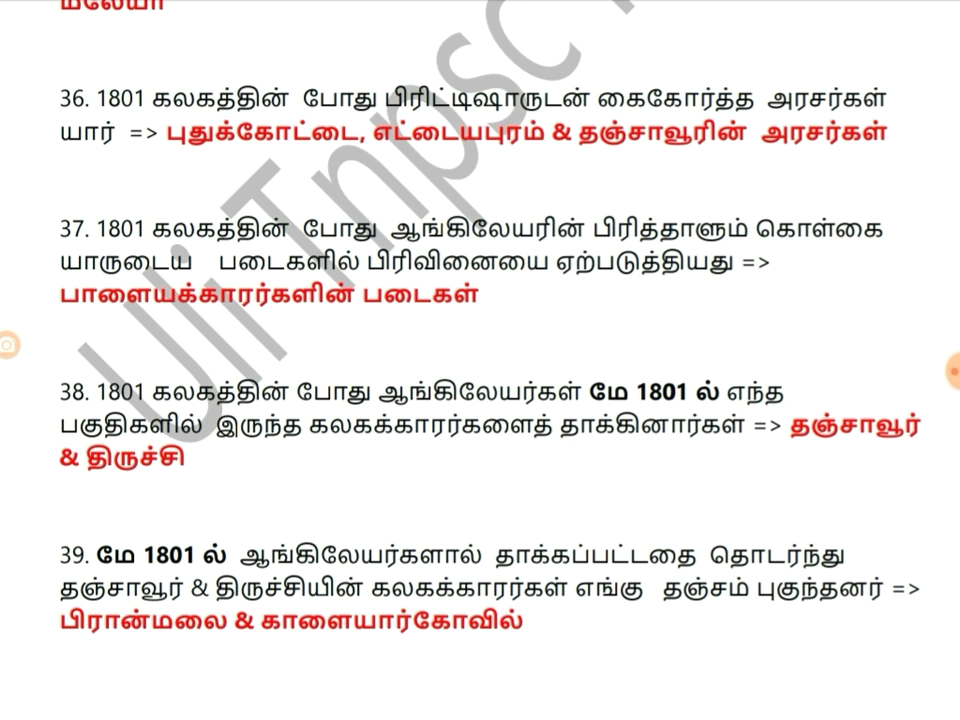 மலேயா
36. 1801 கலகத்தின் போது பிரிட்டிஷாருடன் கைகோர்த்த அரசர்கள்
யார் => புதுக்கோட்டை, எட்டையபுரம் & தஞ்சாவூரின் அரசர்கள்
37. 1801 கலகத்தின் போது ஆங்கிலேயரின் பிரித்தாளும் கொள்கை
யாருடைய படைகளில் பிரிவினையை ஏற்படுத்தியது =>
பாளையக்காரர்களின் படைகள்
38. 1801 கலகத்தின் போது ஆங்கிலேயர்கள் மே 1801 ல் எந்த
பகுதிகளில் இருந்த கலகக்காரர்களைத் தாக்கினார்கள் => தஞ்சாவூர்
& திருச்சி
39. மே 1801 ல் ஆங்கிலேயர்களால் தாக்கப்பட்டதை தொடர்ந்து
தஞ்சாவூர் & திருச்சியின் கலகக்காரர்கள் எங்கு தஞ்சம் புகுந்தனர் =>
பிரான்மலை & காளையார்கோவில்